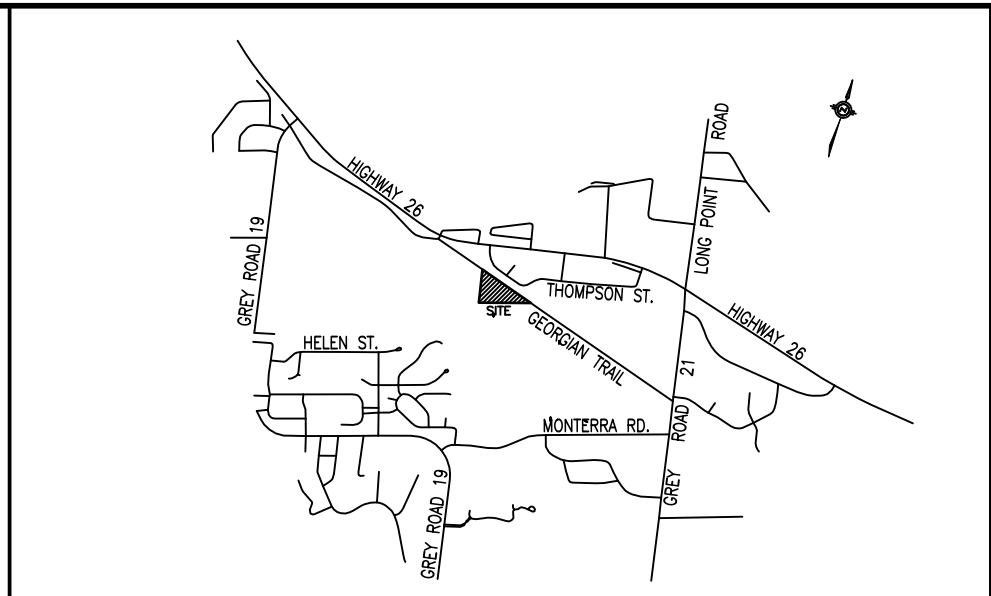 HIGHWAY 26
ROAD
LONG POINT
GREY ROAD 19
THOMPSON ST.
SITE
GEORGIAN TRAIL
HIGHWAY 26
HELEN ST.
21
MONTERRA RD.
ROAD
GREY
GREY ROAD 19
N